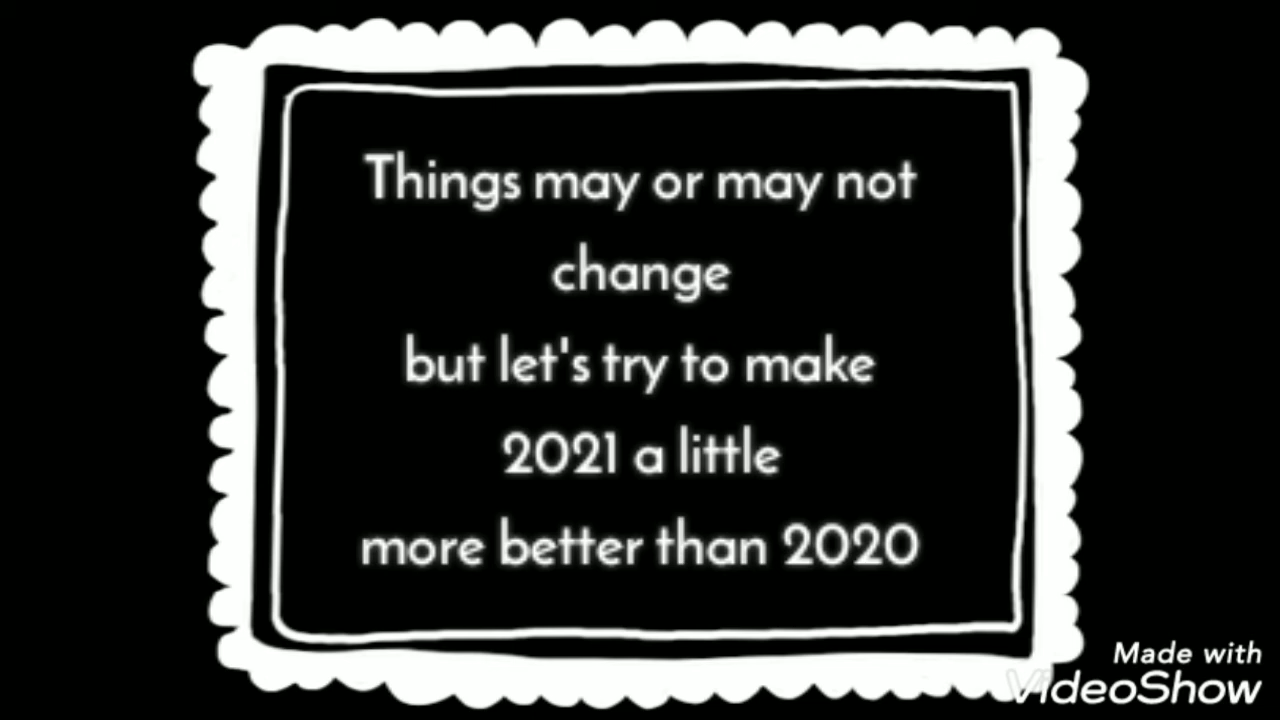 Things may or may not
change
but let's try to make
2021 a little
more better than 2020
Made with
VideoShow